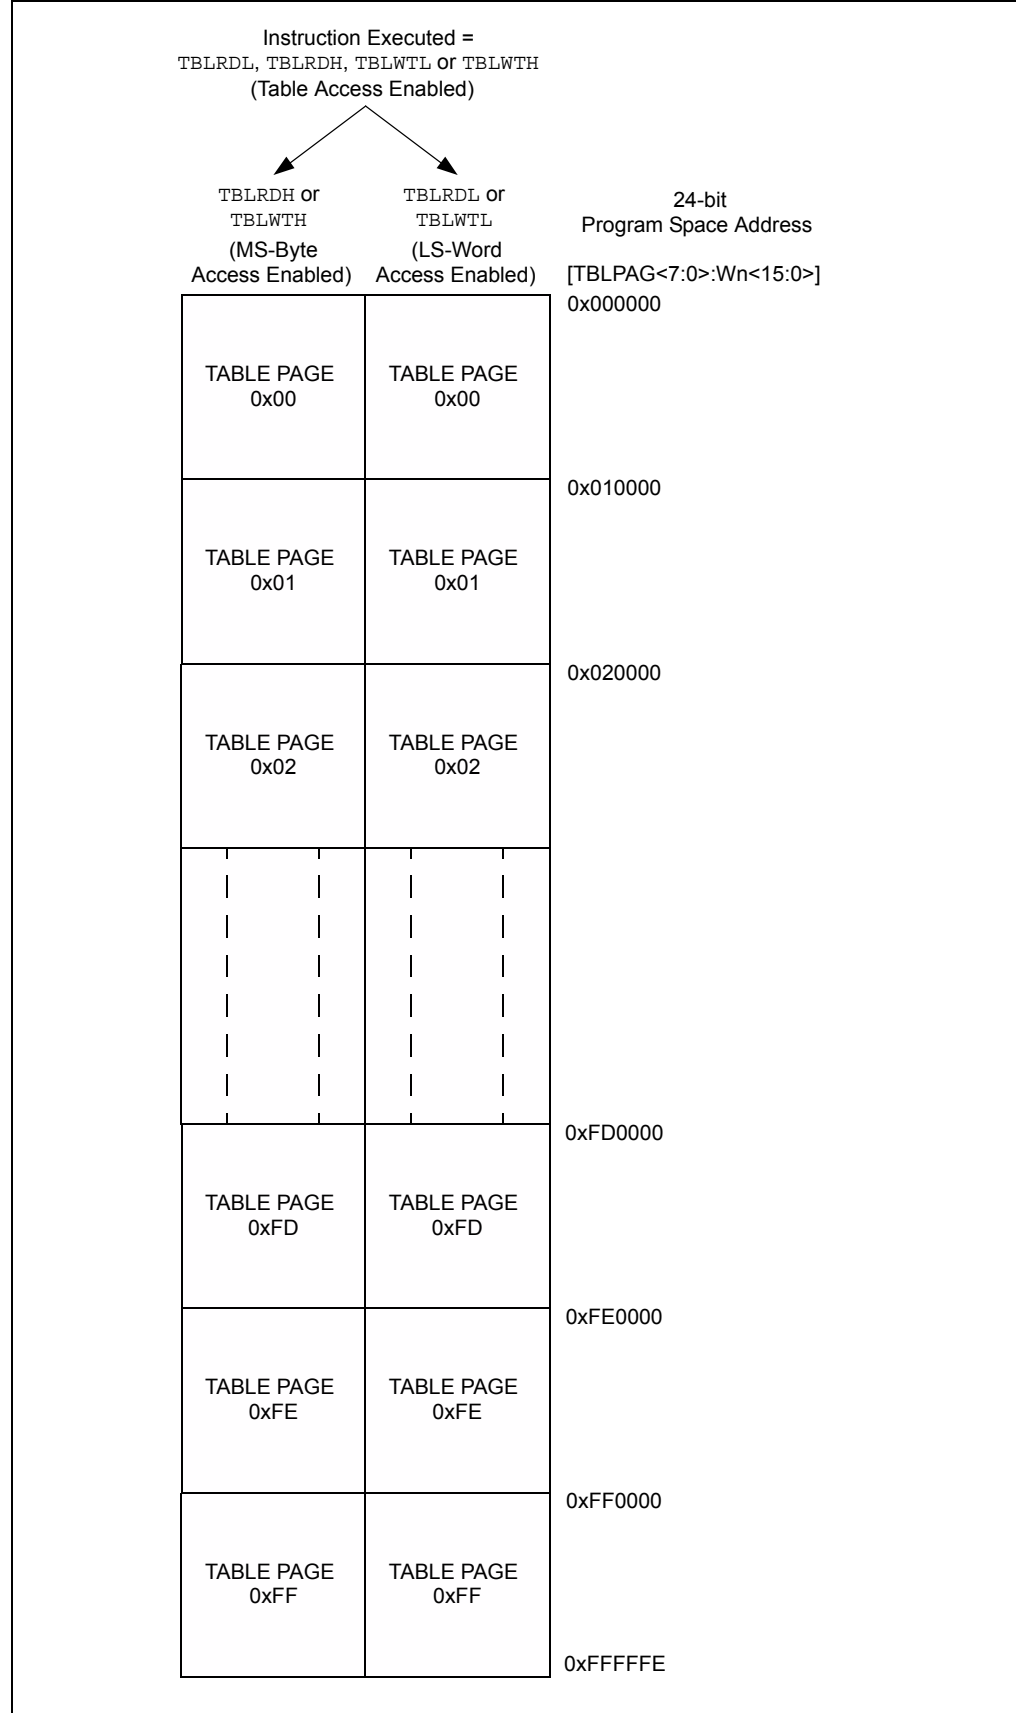 Instruction Executed =
TBLRDL, TBLRDH, TBLWTL or TBLWTH
(Table Access Enabled)
TBLRDH or
TBLWTH
(MS-Byte
Access Enabled)
TBLRDL or
TBLWTL
(LS-Word
Access Enabled)
24-bit
Program Space Address
[TBLPAG<7:0>:Wn<15:0>]
0x000000
TABLE PAGE
0x00
TABLE PAGE
0x00
0x010000
TABLE PAGE
0x01
TABLE PAGE
0x01
0x020000
TABLE PAGE
0x02
TABLE PAGE
0x02
0xFD0000
TABLE PAGE
0xFD
TABLE PAGE
0xFD
0xFE0000
TABLE PAGE
0xFE
TABLE PAGE
0xFE
0xFF0000
TABLE PAGE
0xFF
TABLE PAGE
0xFF
0xFFFFFE